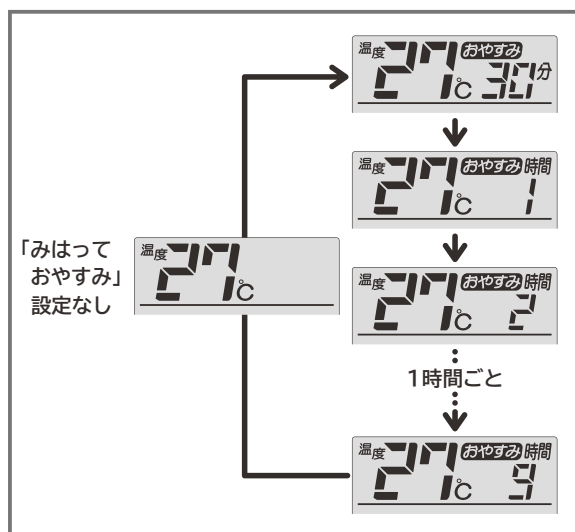 温度 27℃ おやすみ 30分
温度 27℃ おやすみ 時間 1
「みはって
おやすみ」
設定なし
温度 27℃
温度 27℃ おやすみ 時間 2
1時間ごと
温度 27℃ おやすみ 時間 9